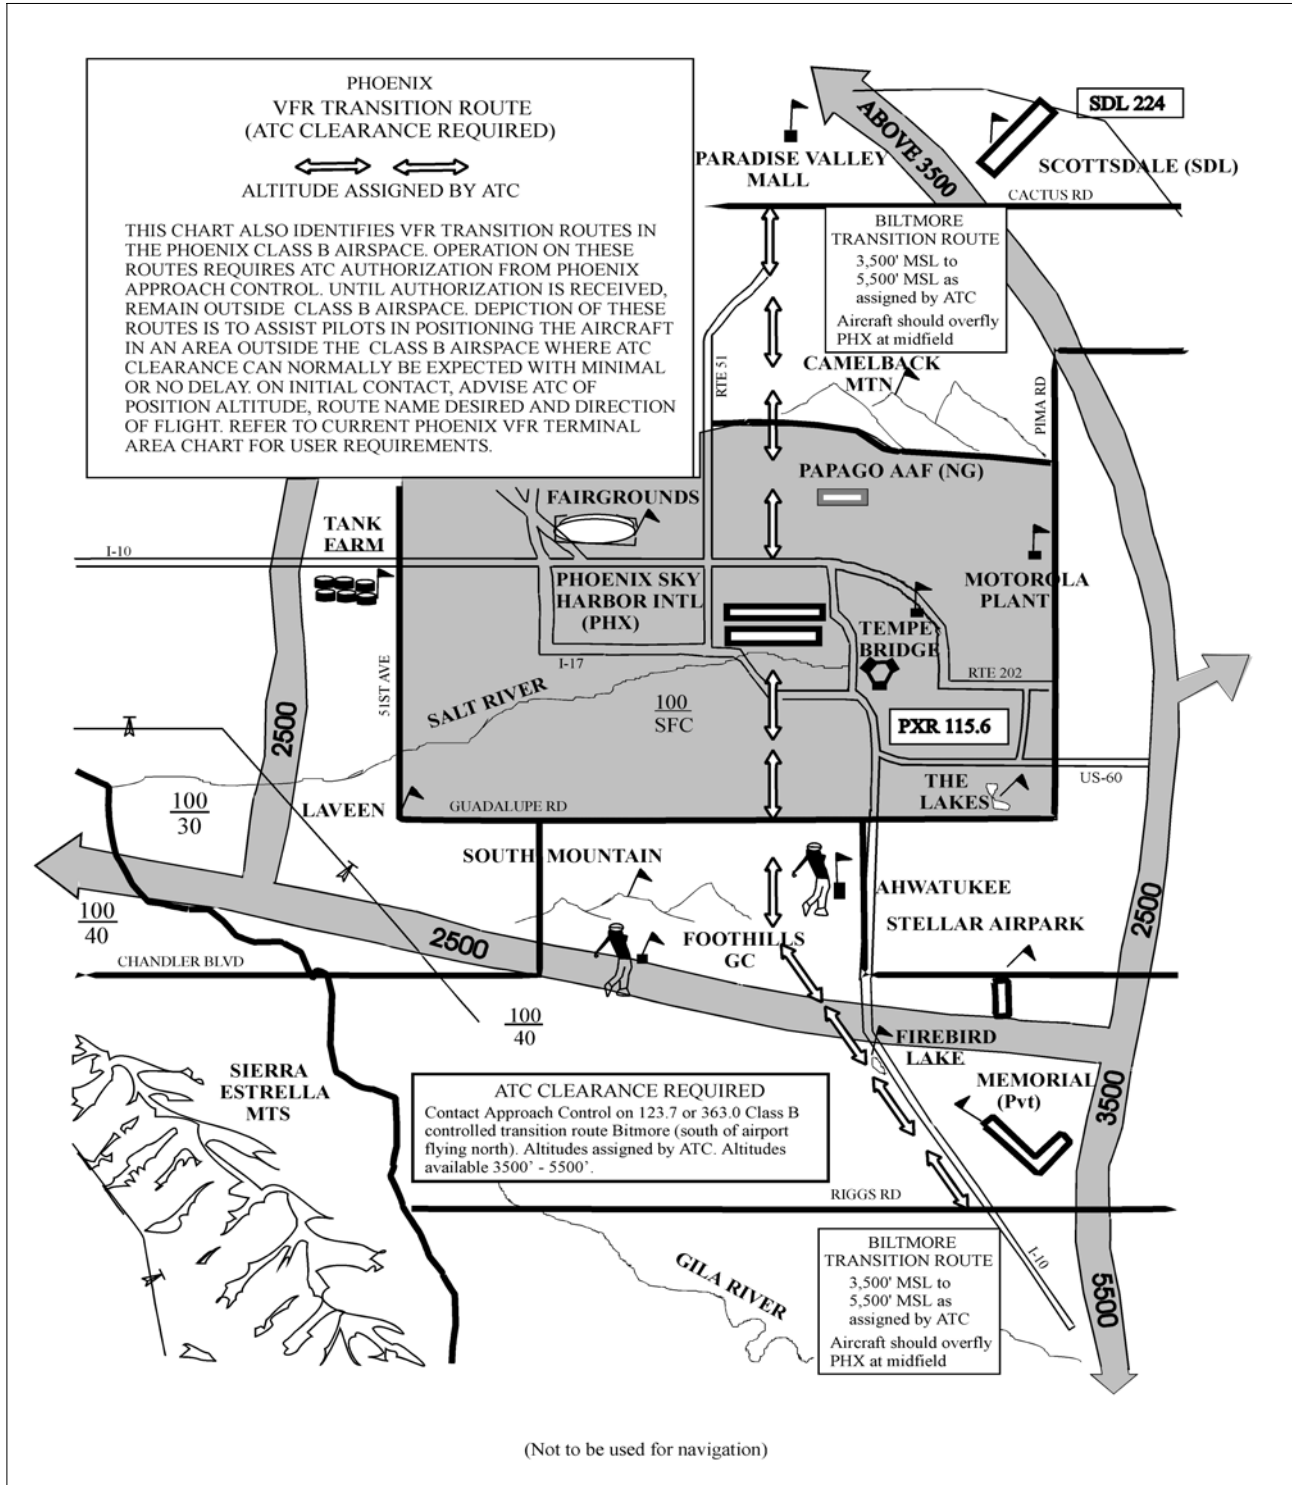 PHOENIX
VFR TRANSITION ROUTE
(ATC CLEARANCE REQUIRED)
ALTITUDE ASSIGNED BY ATC
THIS CHART ALSO IDENTIFIES VFR TRANSITION ROUTES IN
THE PHOENIX CLASS B AIRSPACE. OPERATION ON THESE
ROUTES REQUIRES ATC AUTHORIZATION FROM PHOENIX
APPROACH CONTROL. UNTIL AUTHORIZATION IS RECEIVED,
REMAIN OUTSIDE CLASS B AIRSPACE. DEPICTION OF THESE
ROUTES IS TO ASSIST PILOTS IN POSITIONING THE AIRCRAFT
IN AN AREA OUTSIDE THE CLASS B AIRSPACE WHERE ATC
CLEARANCE CAN NORMALLY BE EXPECTED WITH MINIMAL
OR NO DELAY. ON INITIAL CONTACT, ADVISE ATC OF
POSITION ALTITUDE, ROUTE NAME DESIRED AND DIRECTION
OF FLIGHT. REFER TO CURRENT PHOENIX VFR TERMINAL
AREA CHART FOR USER REQUIREMENTS.
ABOVE 3500
SDL 224
PARADISE VALLEY
MALL
SCOTTSDALE (SDL)
CACTUS RD
BILTMORE
TRANSITION ROUTE
3,500' MSL to
5,500' MSL as
assigned by ATC
Aircraft should overfly
PHX at midfield
RTE 51
CAMELBACK
MTN
PIMA RD
PAPAGO AAF (NG)
FAIRGROUNDS
TANK
FARM
I-10
PHOENIX SKY
HARBOR INTL
(PHX)
MOTOROLA
PLANT
TEMPE
BRIDGE
I-17
RTE 202
51ST AVE
SALT RIVER
100
SFC
PXR 115.6
2500
US-60
THE
LAKES
100
30
LAVEEN
GUADALUPE RD
SOUTH MOUNTAIN
AHWATUKEE
STELLAR AIRPARK
2500
100
40
2500
FOOTHILLS
GC
CHANDLER BLVD
100
40
FIREBIRD
LAKE
SIERRA
ESTRELLA
MTS
MEMORIAL
(Pvt)
3500
ATC CLEARANCE REQUIRED
Contact Approach Control on 123.7 or 363.0 Class B
controlled transition route Bitmore (south of airport
flying north). Altitudes assigned by ATC. Altitudes
available 3500' - 5500'.
RIGGS RD
GILA RIVER
I-10
5500
BILTMORE
TRANSITION ROUTE
3,500' MSL to
5,500' MSL as
assigned by ATC
Aircraft should overfly
PHX at midfield
(Not to be used for navigation)